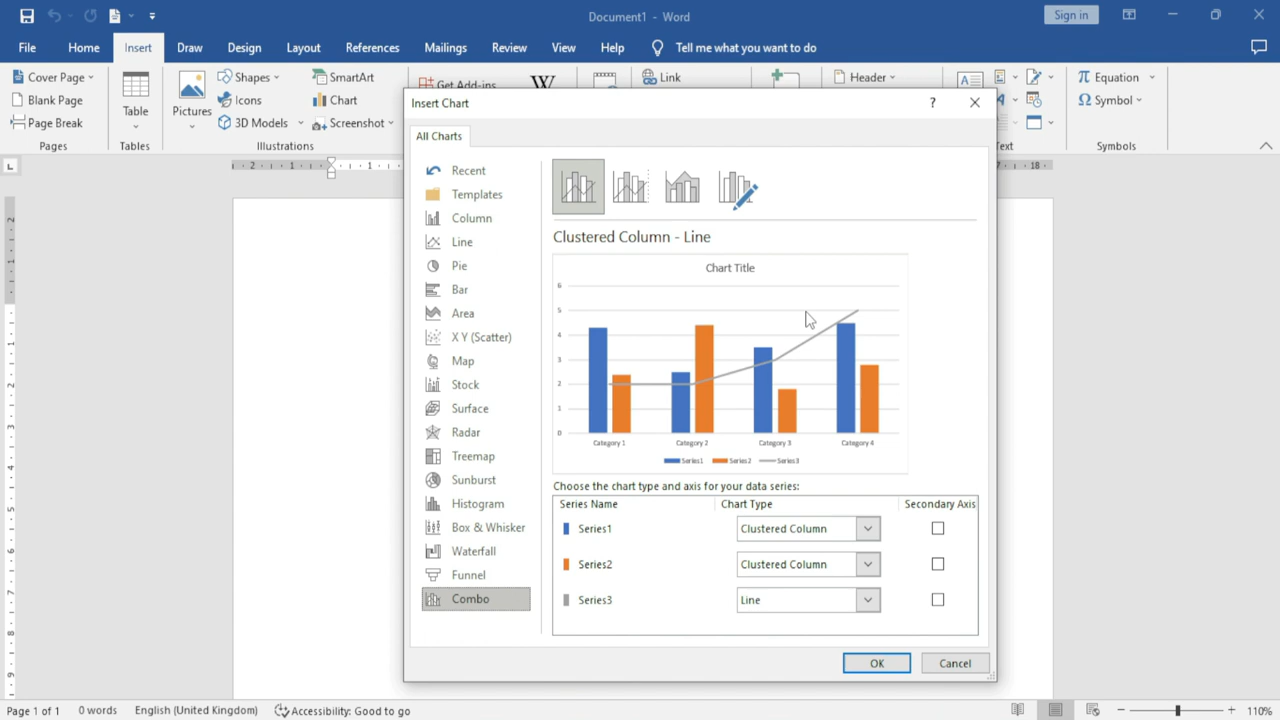 Document1 - Word
Sign in
File Home Insert Draw Design Layout References Mailings Review View Help Tell me what you want to do
Cover Page
Blank Page
Page Break
Pages
Table
Tables
Pictures
Shapes
Icons
3D Models
SmartArt
Chart
Screenshot
Illustrations
Get Add-ins
W
Link
Header
A
Text
π Equation
Ω Symbol
Symbols
L
Insert Chart
?
All Charts
Recent
Templates
Column
Line
Pie
Bar
Area
X Y (Scatter)
Map
Stock
Surface
Radar
Treemap
Sunburst
Histogram
Box & Whisker
Waterfall
Funnel
Combo
Clustered Column - Line
Chart Title
6
5
4
3
2
1
0
Category 1 Category 2 Category 3 Category 4
Series1 Series2 Series3
Choose the chart type and axis for your data series:
Series Name Chart Type Secondary Axis
Series1 Clustered Column
Series2 Clustered Column
Series3 Line
OK Cancel
Page 1 of 1 0 words English (United Kingdom) Accessibility: Good to go 110%